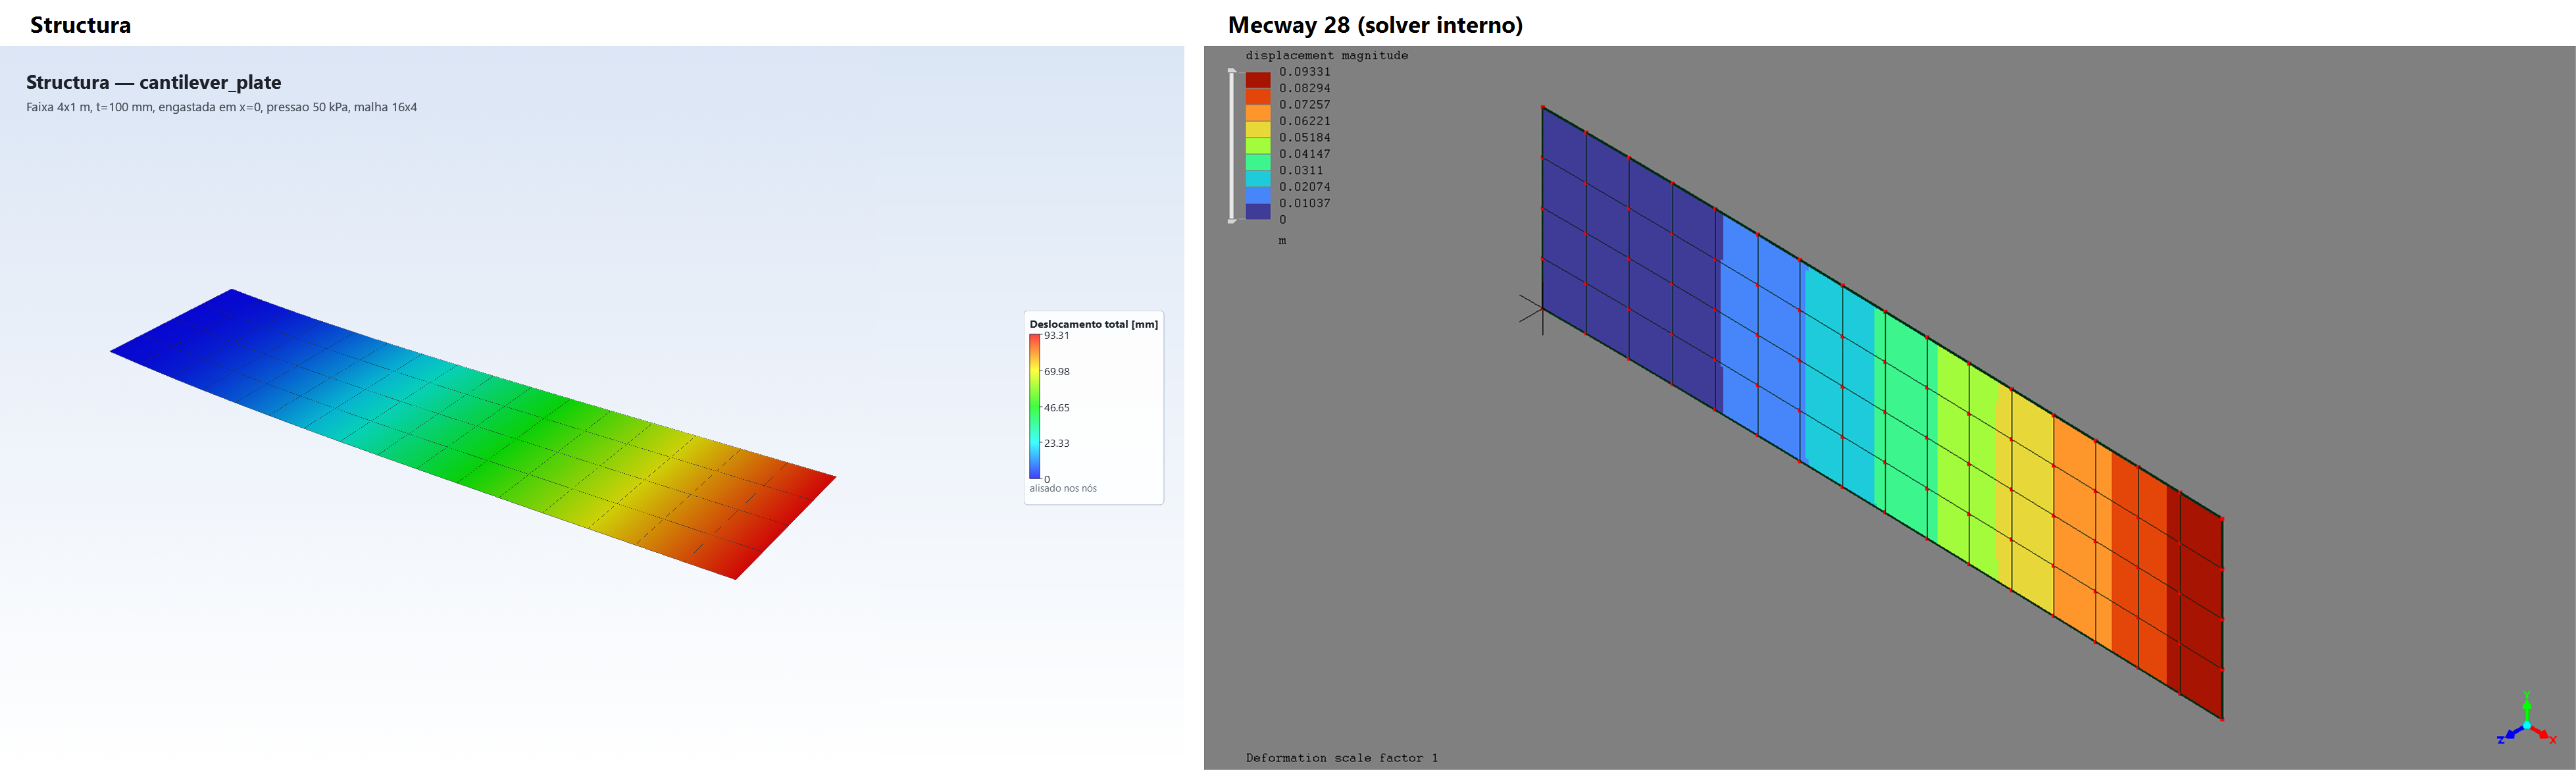 Structura
Structura — cantilever_plate
Faixa 4x1 m, t=100 mm, engastada em x=0, pressao 50 kPa, malha 16x4
Deslocamento total [mm]
93.31
69.98
46.65
23.33
0
alisado nos nós
Mecway 28 (solver interno)
displacement magnitude
0.09331
0.08294
0.07257
0.06221
0.05184
0.04147
0.0311
0.02074
0.01037
0
m
Y
Z
X
Deformation scale factor 1